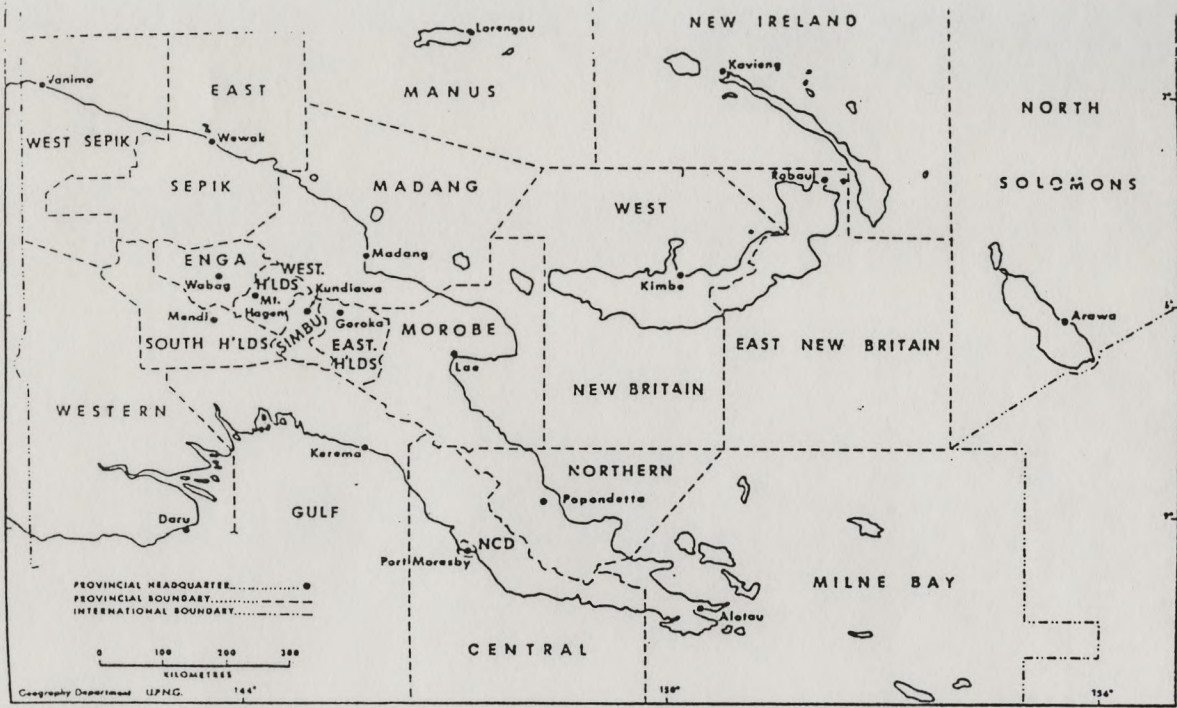 NEW IRELAND
Lorengau
Kavieng
Vanimo
EAST
MANUS
NORTH
WEST SEPIK
Wewak
SEPIK
MADANG
Rabaul
SOLOMONS
WEST
ENGA
Madang
Wabag
WEST.
H'LDS
Kundiawa
Kimbe
Mt.
Hagen
Mendi
Goroka
MOROBE
Arawa
SOUTH H'LDS
SIMBU
EAST.
H'LDS
EAST NEW BRITAIN
Lae
NEW BRITAIN
WESTERN
Kerema
NORTHERN
Popondetta
GULF
Daru
NCD
Port Moresby
MILNE BAY
PROVINCIAL HEADQUARTER
PROVINCIAL BOUNDARY
INTERNATIONAL BOUNDARY
Alotau
CENTRAL
0 100 200 300
KILOMETRES
Geography Department U.P.N.G.
144°
150°
156°